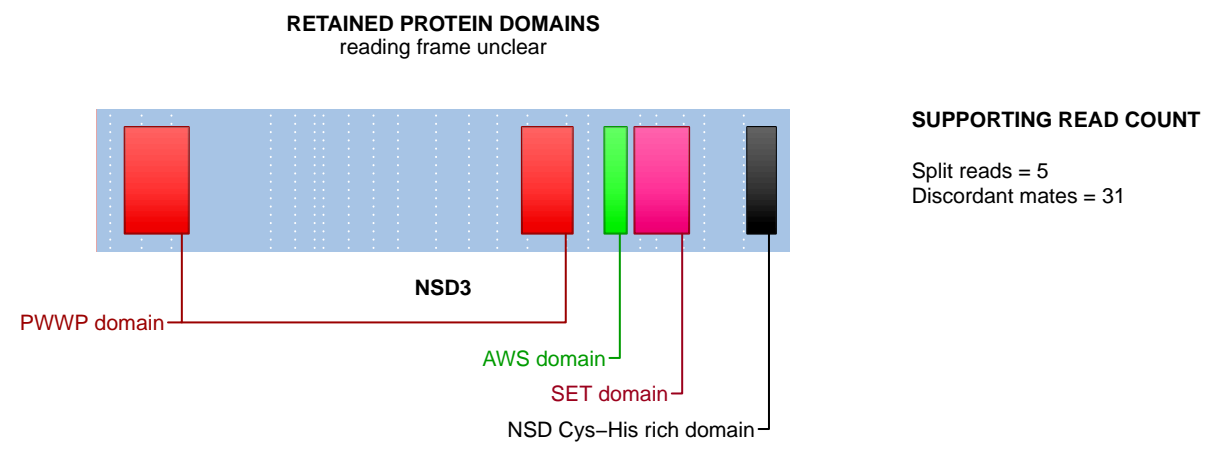 RETAINED PROTEIN DOMAINS
reading frame unclear
SUPPORTING READ COUNT
Split reads = 5
Discordant mates = 31
NSD3
PWWP domain
AWS domain
SET domain
NSD Cys−His rich domain